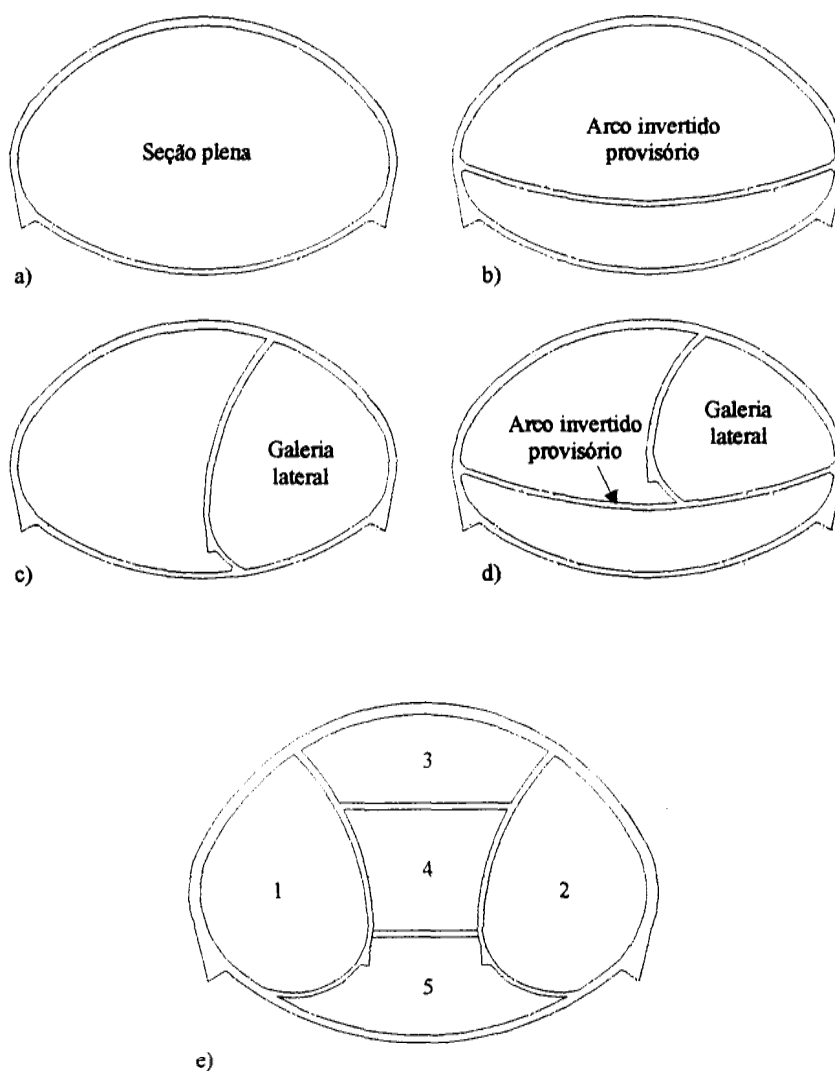 Seção plena
a)
Arco invertido
provisório
b)
Galeria
lateral
c)
Arco invertido
provisório
Galeria
lateral
d)
1
2
3
4
5
e)